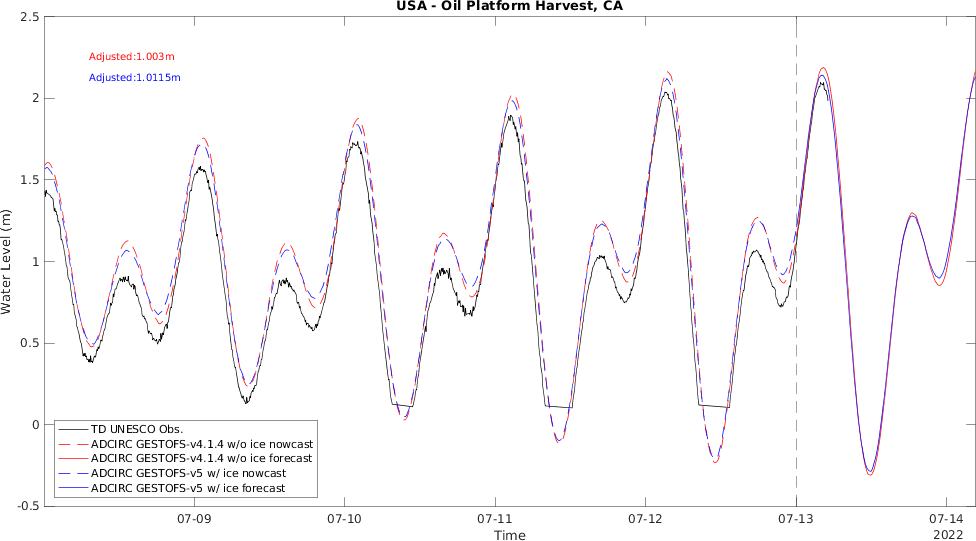 USA - Oil Platform Harvest, CA
2.5
2
1.5
1
0.5
0
-0.5
Water Level (m)
Adjusted:1.003m
Adjusted:1.0115m
TD UNESCO Obs.
ADCIRC GESTOFS-v4.1.4 w/o ice nowcast
ADCIRC GESTOFS-v4.1.4 w/o ice forecast
ADCIRC GESTOFS-v5 w/ ice nowcast
ADCIRC GESTOFS-v5 w/ ice forecast
07-09 07-10 07-11 07-12 07-13 07-14
Time
2022